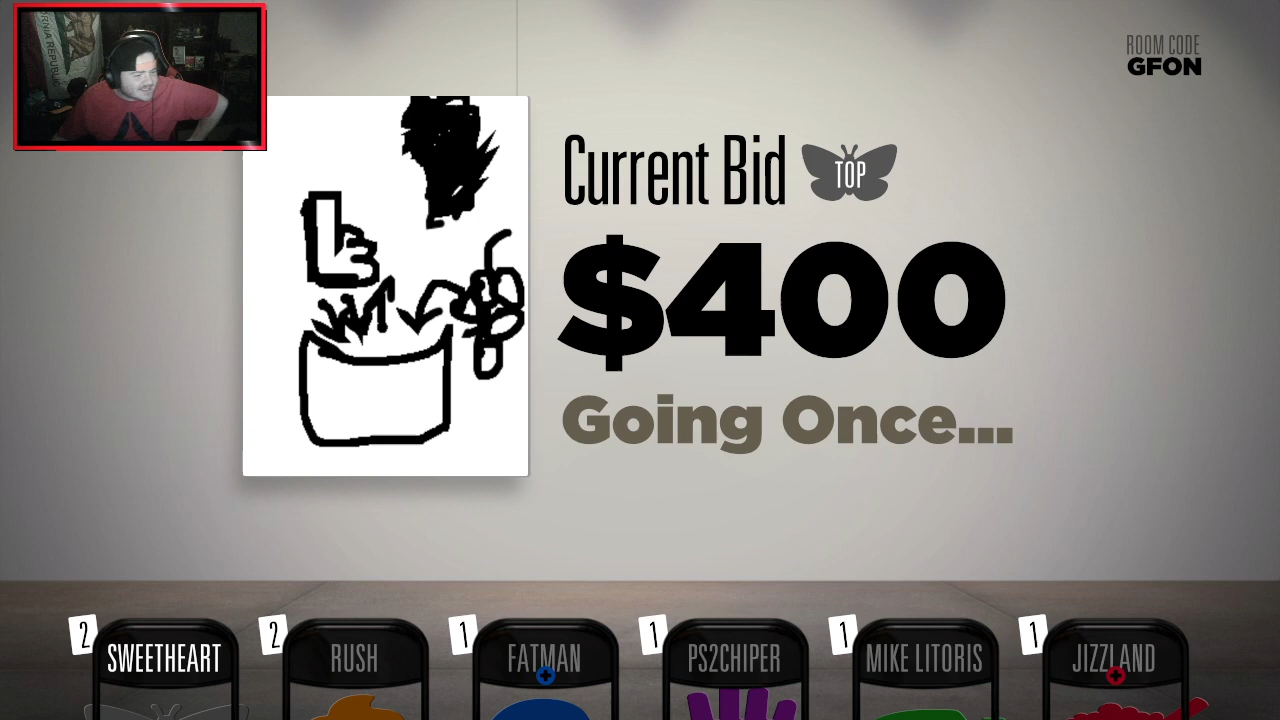 ROOM CODE
GFON
Current Bid TOP
$400
Going Once...
2 SWEETHEART
2 RUSH
1 FATMAN
1 PS2CHIPER
1 MIKE LITORIS
1 JIZZLAND